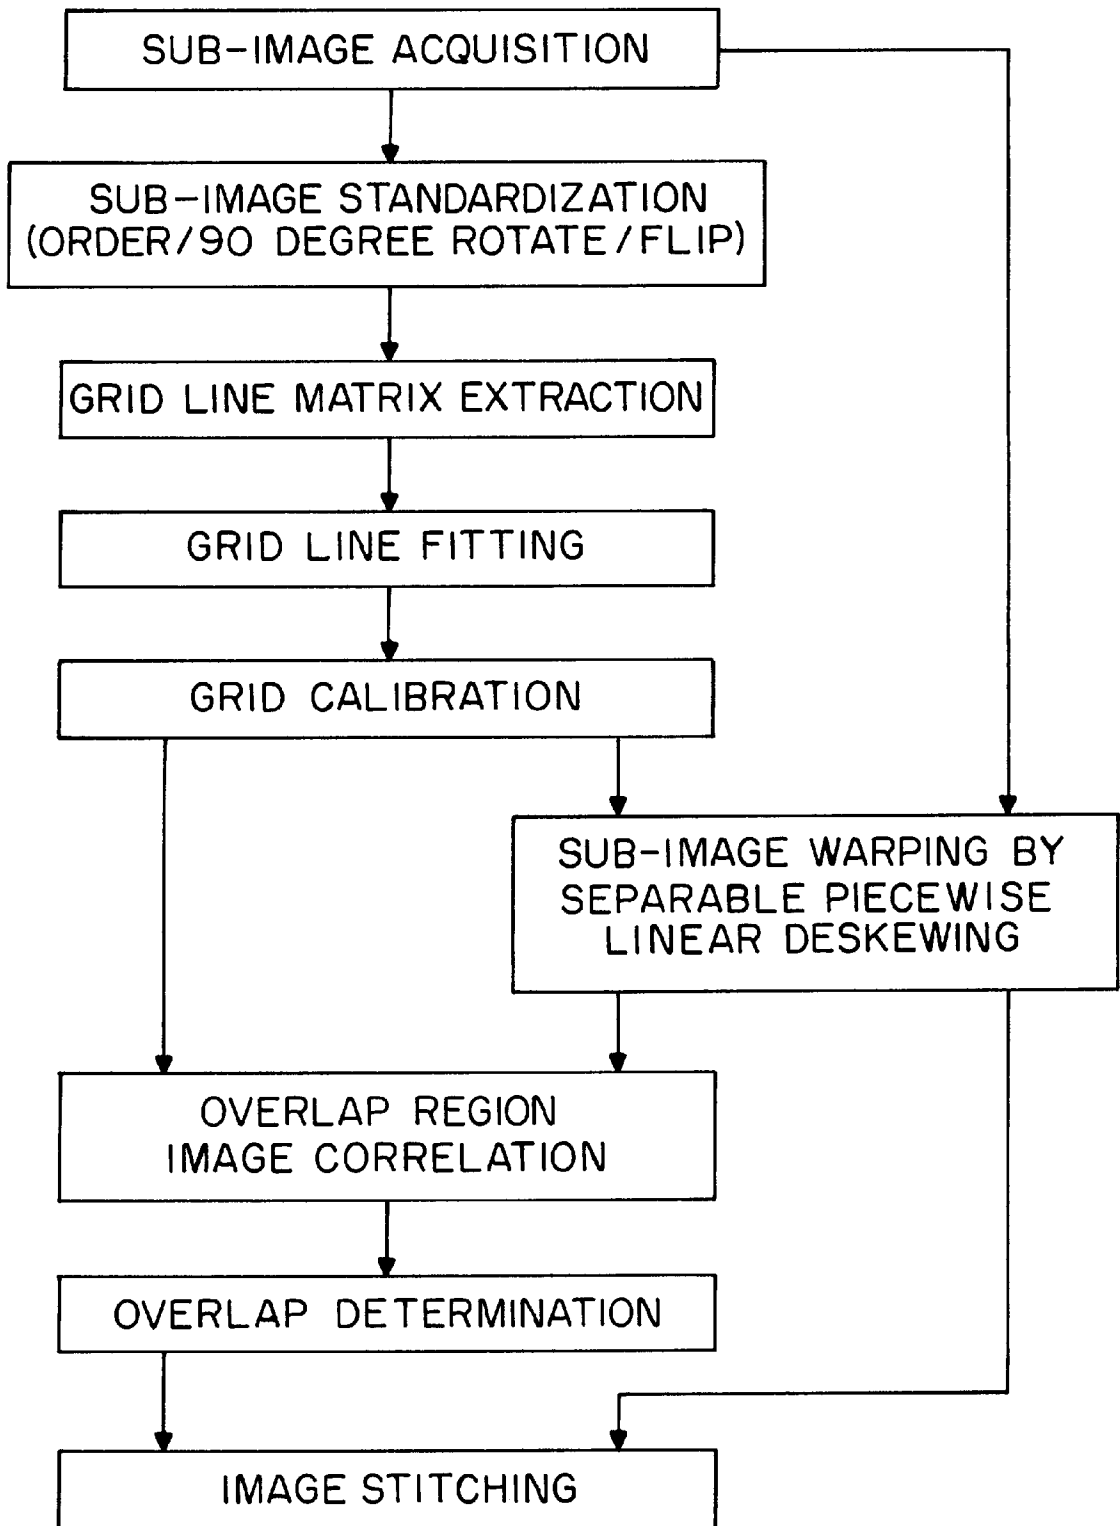 SUB-IMAGE ACQUISITION
SUB-IMAGE STANDARDIZATION
(ORDER/90 DEGREE ROTATE/FLIP)
GRID LINE MATRIX EXTRACTION
GRID LINE FITTING
GRID CALIBRATION
SUB-IMAGE WARPING BY
SEPARABLE PIECEWISE
LINEAR DESKEWING
OVERLAP REGION
IMAGE CORRELATION
OVERLAP DETERMINATION
IMAGE STITCHING